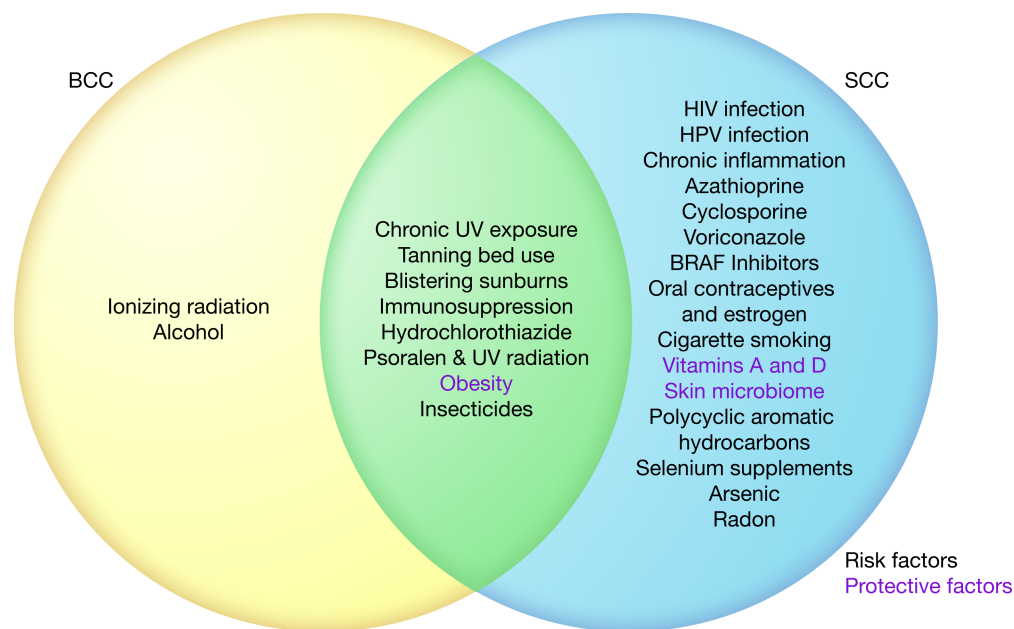 BCC
SCC
Ionizing radiation
Alcohol
Chronic UV exposure
Tanning bed use
Blistering sunburns
Immunosuppression
Hydrochlorothiazide
Psoralen & UV radiation
Obesity
Insecticides
HIV infection
HPV infection
Chronic inflammation
Azathioprine
Cyclosporine
Voriconazole
BRAF Inhibitors
Oral contraceptives
and estrogen
Cigarette smoking
Vitamins A and D
Skin microbiome
Polycyclic aromatic
hydrocarbons
Selenium supplements
Arsenic
Radon
Risk factors
Protective factors